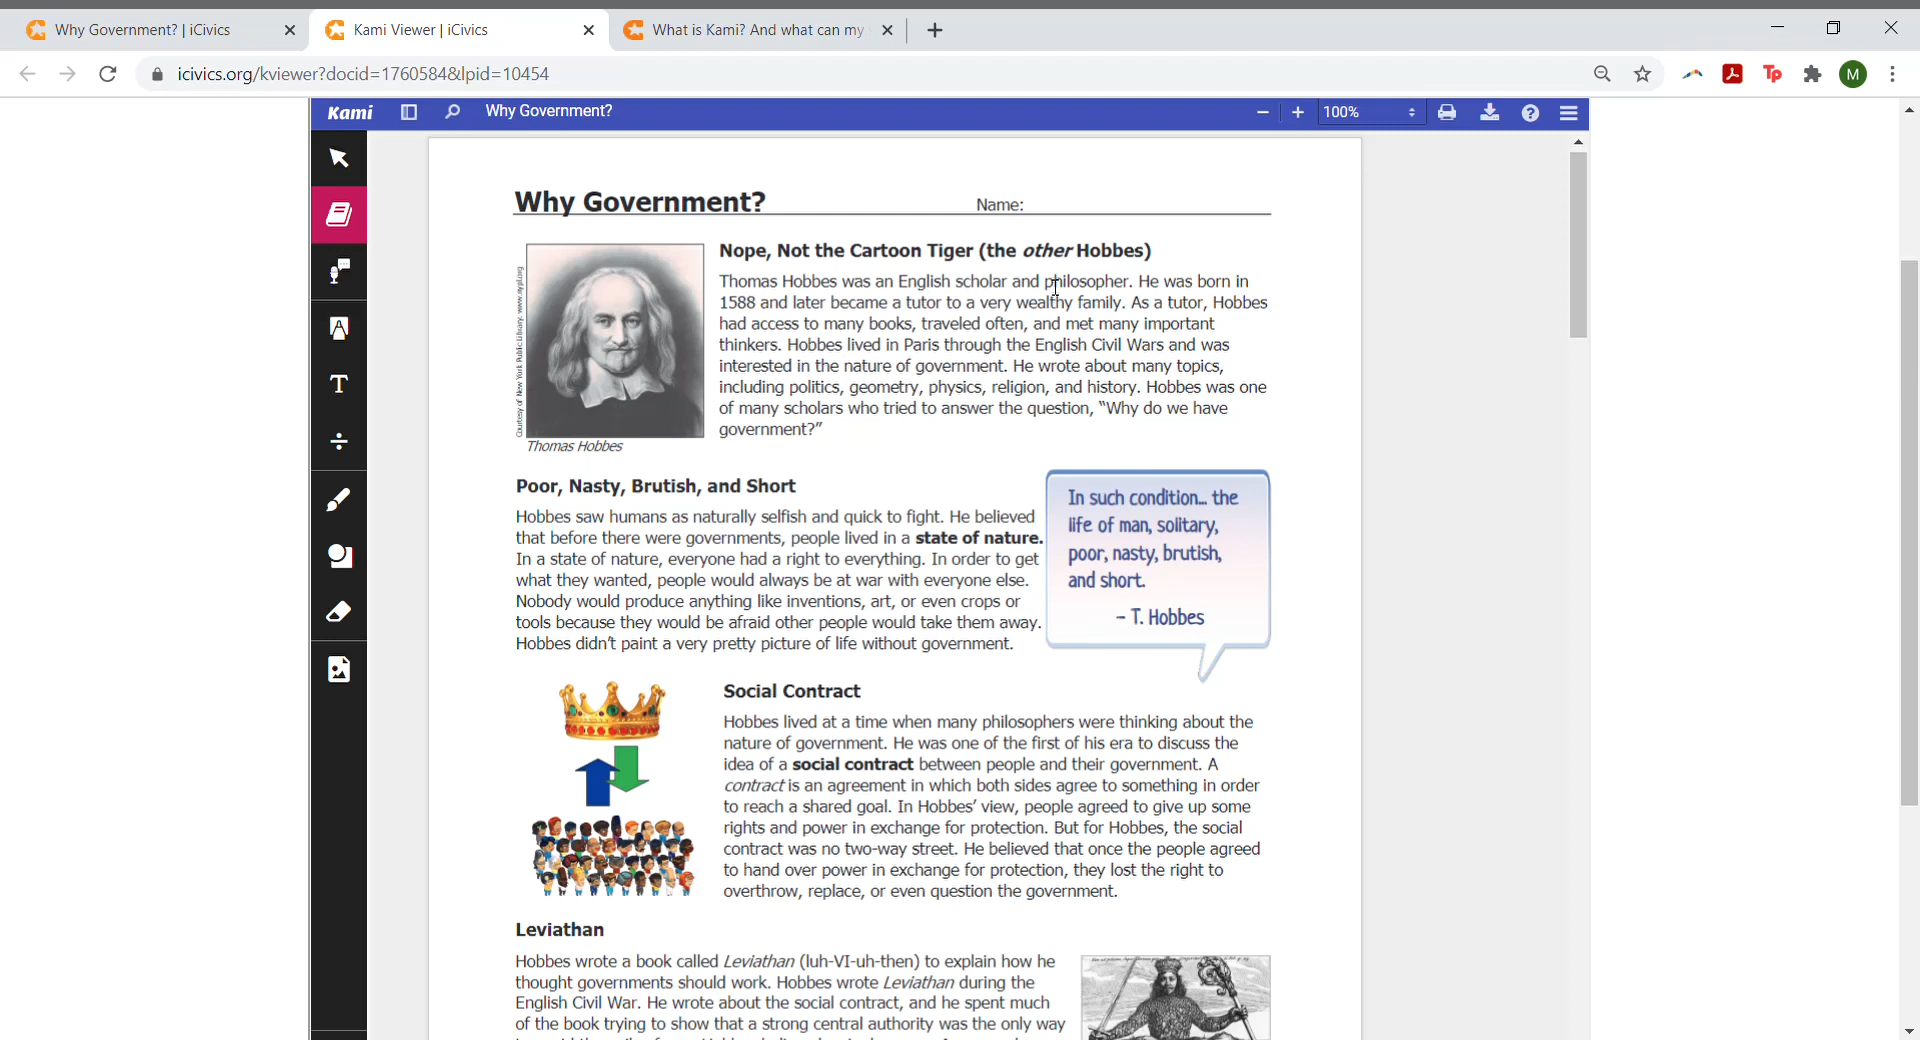 Why Government? | iCivics
Kami Viewer | iCivics
What is Kami? And what can my
icivics.org/kviewer?docid=1760584&lpid=10454
Tp
M
Kami
Why Government?
100%
Why Government?
Name:
Nope, Not the Cartoon Tiger (the other Hobbes)
Thomas Hobbes was an English scholar and philosopher. He was born in
1588 and later became a tutor to a very wealthy family. As a tutor, Hobbes
had access to many books, traveled often, and met many important
thinkers. Hobbes lived in Paris through the English Civil Wars and was
interested in the nature of government. He wrote about many topics,
including politics, geometry, physics, religion, and history. Hobbes was one
of many scholars who tried to answer the question, “Why do we have
government?”
Courtesy of New York Public Library, www.nypl.org
Thomas Hobbes
Poor, Nasty, Brutish, and Short
Hobbes saw humans as naturally selfish and quick to fight. He believed
that before there were governments, people lived in a state of nature.
In a state of nature, everyone had a right to everything. In order to get
what they wanted, people would always be at war with everyone else.
Nobody would produce anything like inventions, art, or even crops or
tools because they would be afraid other people would take them away.
Hobbes didn’t paint a very pretty picture of life without government.
In such condition... the
life of man, solitary,
poor, nasty, brutish,
and short.
– T. Hobbes
Social Contract
Hobbes lived at a time when many philosophers were thinking about the
nature of government. He was one of the first of his era to discuss the
idea of a social contract between people and their government. A
contract is an agreement in which both sides agree to something in order
to reach a shared goal. In Hobbes’ view, people agreed to give up some
rights and power in exchange for protection. But for Hobbes, the social
contract was no two-way street. He believed that once the people agreed
to hand over power in exchange for protection, they lost the right to
overthrow, replace, or even question the government.
Leviathan
Hobbes wrote a book called Leviathan (luh-VI-uh-then) to explain how he
thought governments should work. Hobbes wrote Leviathan during the
English Civil War. He wrote about the social contract, and he spent much
of the book trying to show that a strong central authority was the only way